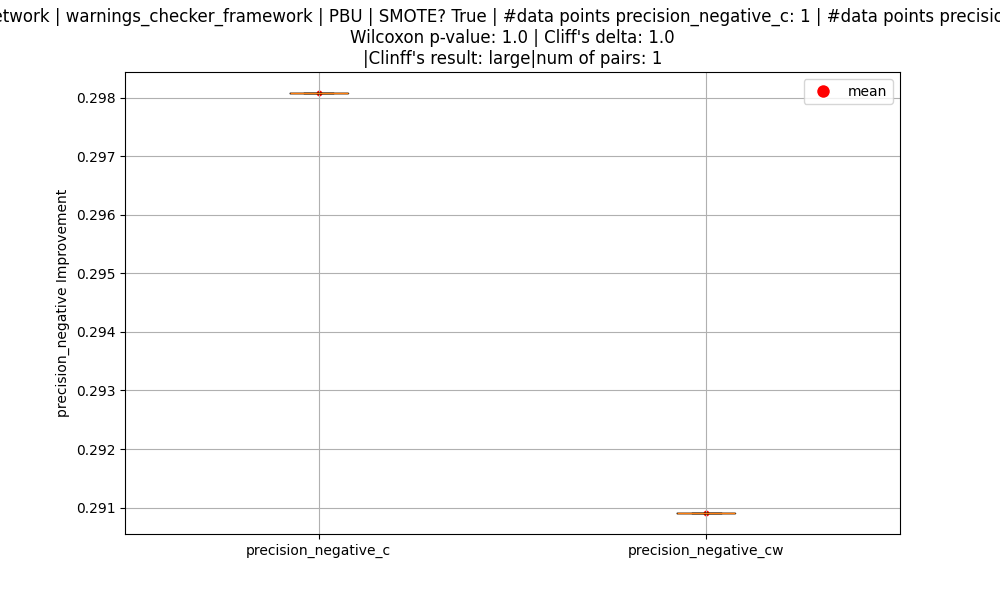 | warnings_checker_framework | PBU | SMOTE? True | #data points precision_negative_c: 1 | #data points
Wilcoxon p-value: 1.0 | Cliff's delta: 1.0
|Clinff's result: large|num of pairs: 1
mean
0.298
0.297
0.296
0.295
0.294
0.293
0.292
0.291
precision_negative Improvement
precision_negative_c
precision_negative_cw